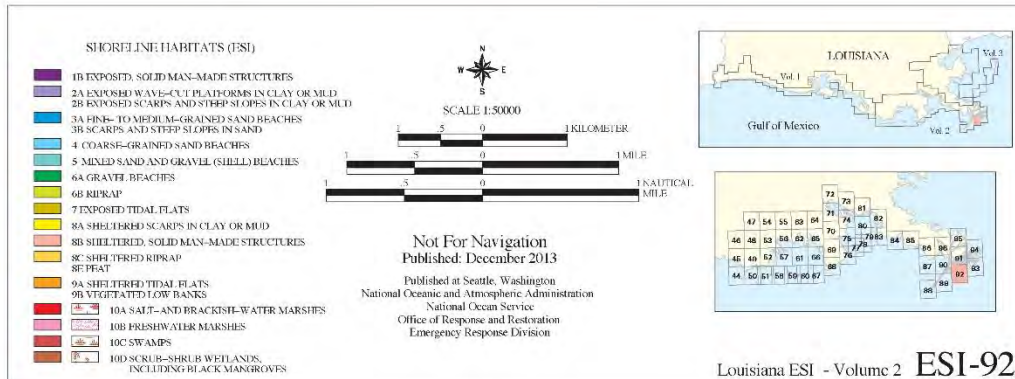 SHORELINE HABITATS (ESI)
1B EXPOSED, SOLID MAN-MADE STRUCTURES
2A EXPOSED WAVE-CUT PLATFORMS IN CLAY OR MUD
2B EXPOSED SCARPS AND STEEP SLOPES IN CLAY OR MUD
3A FINE- TO MEDIUM-GRAINED SAND BEACHES
3B SCARPS AND STEEP SLOPES IN SAND
4 COARSE-GRAINED SAND BEACHES
5 MIXED SAND AND GRAVEL (SHELL) BEACHES
6A GRAVEL BEACHES
6B RIPRAP
7 EXPOSED TIDAL FLATS
8A SHELTERED SCARPS IN CLAY OR MUD
8B SHELTERED, SOLID MAN-MADE STRUCTURES
8C SHELTERED RIPRAP
8E PEAT
9A SHELTERED TIDAL FLATS
9B VEGETATED LOW BANKS
10A SALT-AND BRACKISH-WATER MARSHES
10B FRESHWATER MARSHES
10C SWAMPS
10D SCRUB-SHRUB WETLANDS,
INCLUDING BLACK MANGROVES
N
W E
S
SCALE 1:50000
1 .5 0 1 KILOMETER
1 .5 0 1 MILE
1 .5 0 1 NAUTICAL
MILE
Not For Navigation
Published: December 2013
Published at Seattle, Washington
National Oceanic and Atmospheric Administration
National Ocean Service
Office of Response and Restoration
Emergency Response Division
LOUISIANA
Vol. 3
Vol. 1
Gulf of Mexico
Vol. 2
72 73 81
71 74 82
47 54 55 63 64 70 80
46 48 53 56 62 65 69 75 79 83 84 85 86 96 95 94
45 49 52 57 61 66 76 77 78 87 90 91
44 50 51 58 59 60 67 68 88 89 92 93
Louisiana ESI - Volume 2 ESI-92